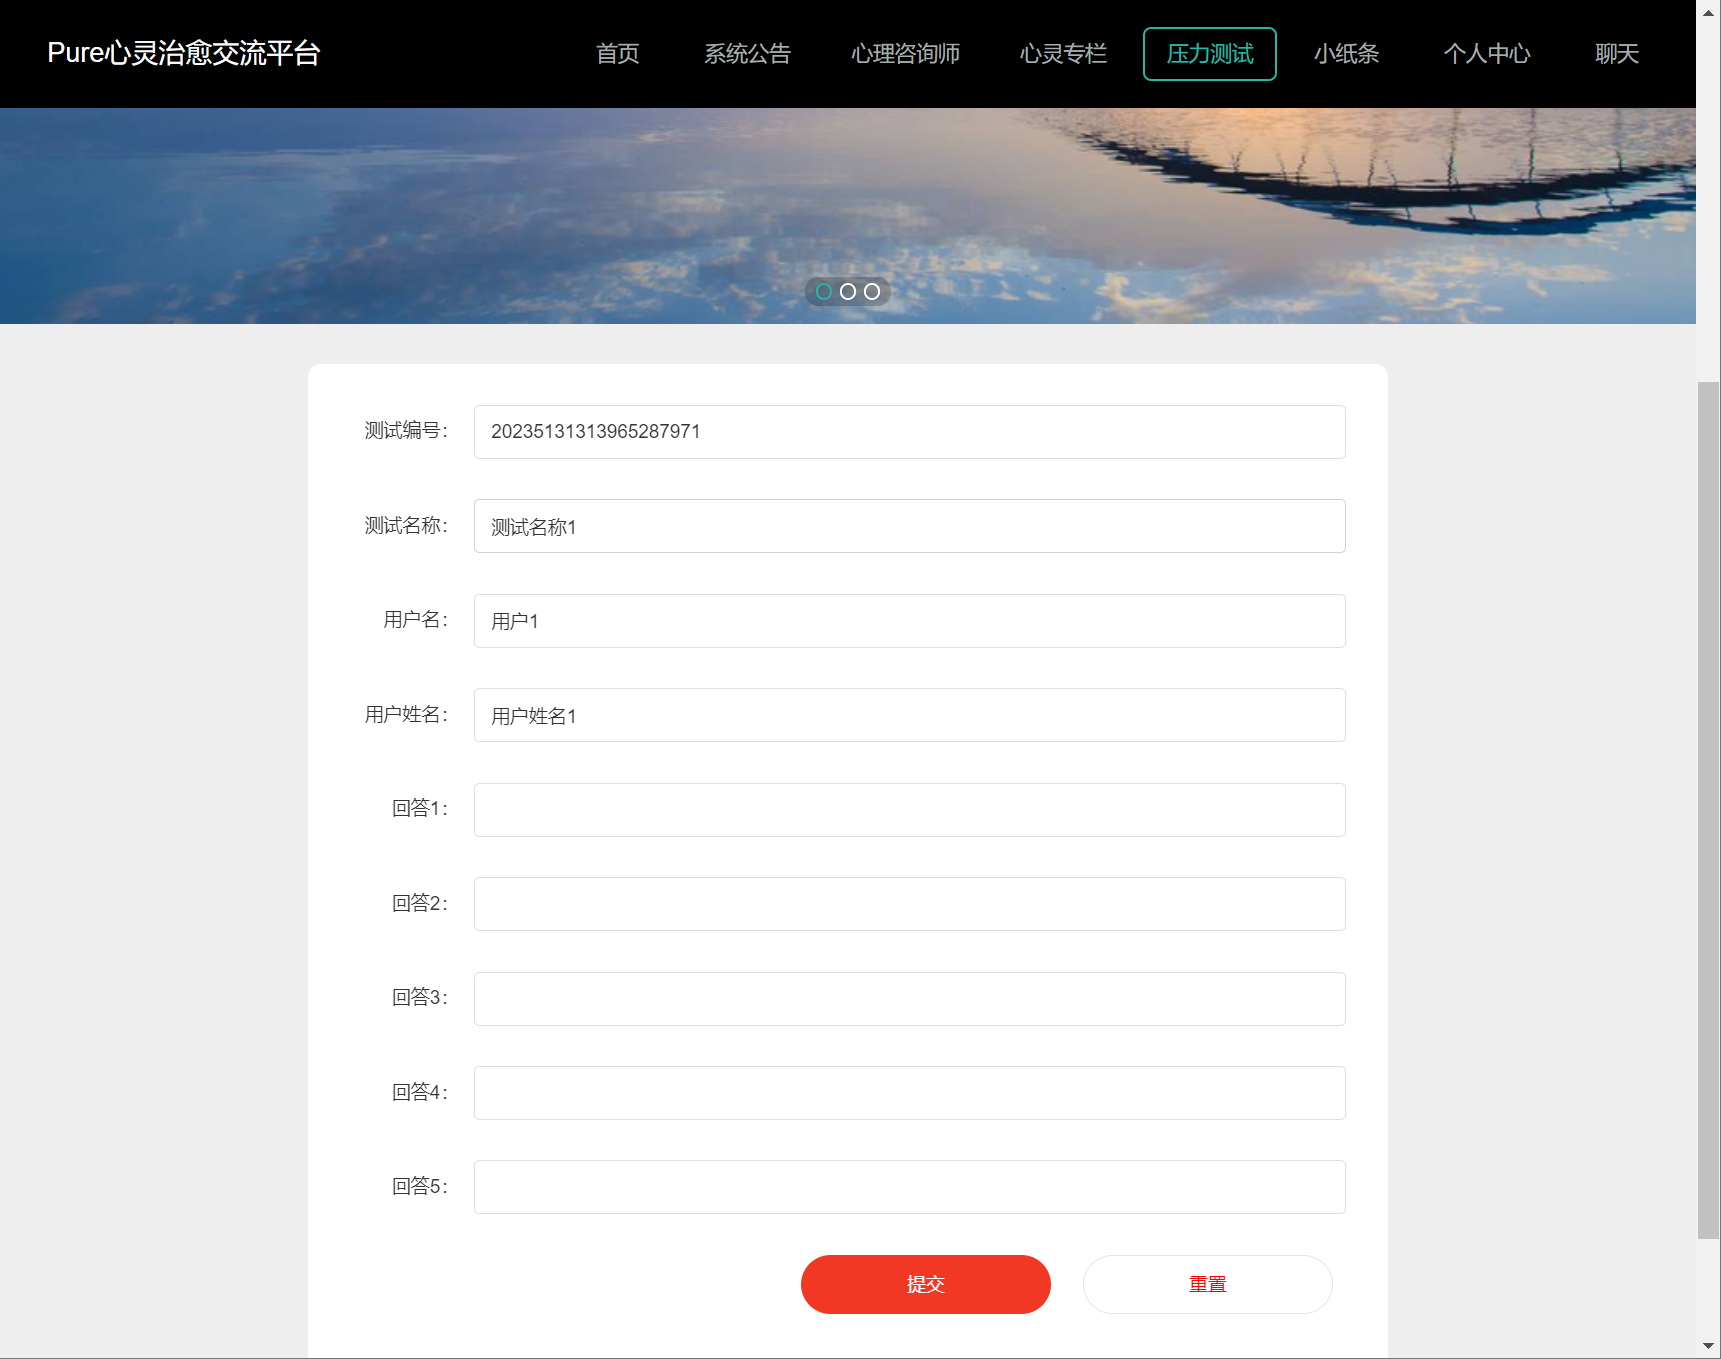 Pure心灵治愈交流平台 首页 系统公告 心理咨询师 心灵专栏 压力测试 小纸条 个人中心 聊天
测试编号： 20235131313965287971
测试名称： 测试名称1
用户名： 用户1
用户姓名： 用户姓名1
回答1：
回答2：
回答3：
回答4：
回答5：
提交 重置